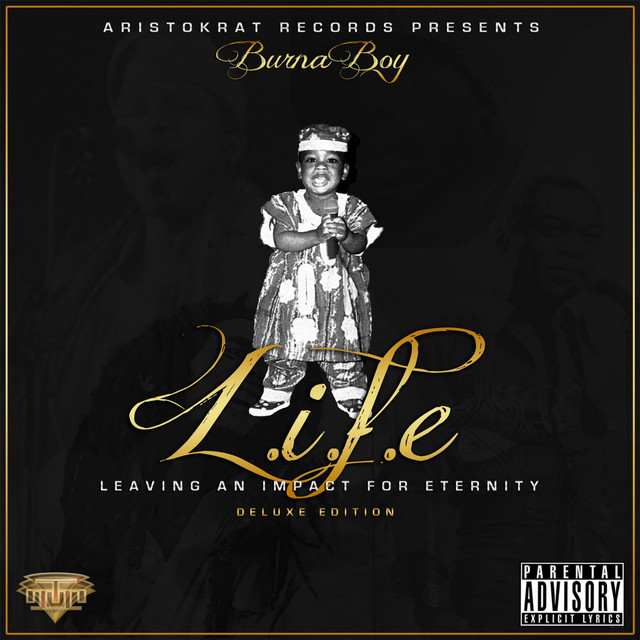 ARISTOKRAT RECORDS PRESENTS
Burna Boy
L.i.f.e
LEAVING AN IMPACT FOR ETERNITY
DELUXE EDITION
PARENTAL
ADVISORY
EXPLICIT LYRICS